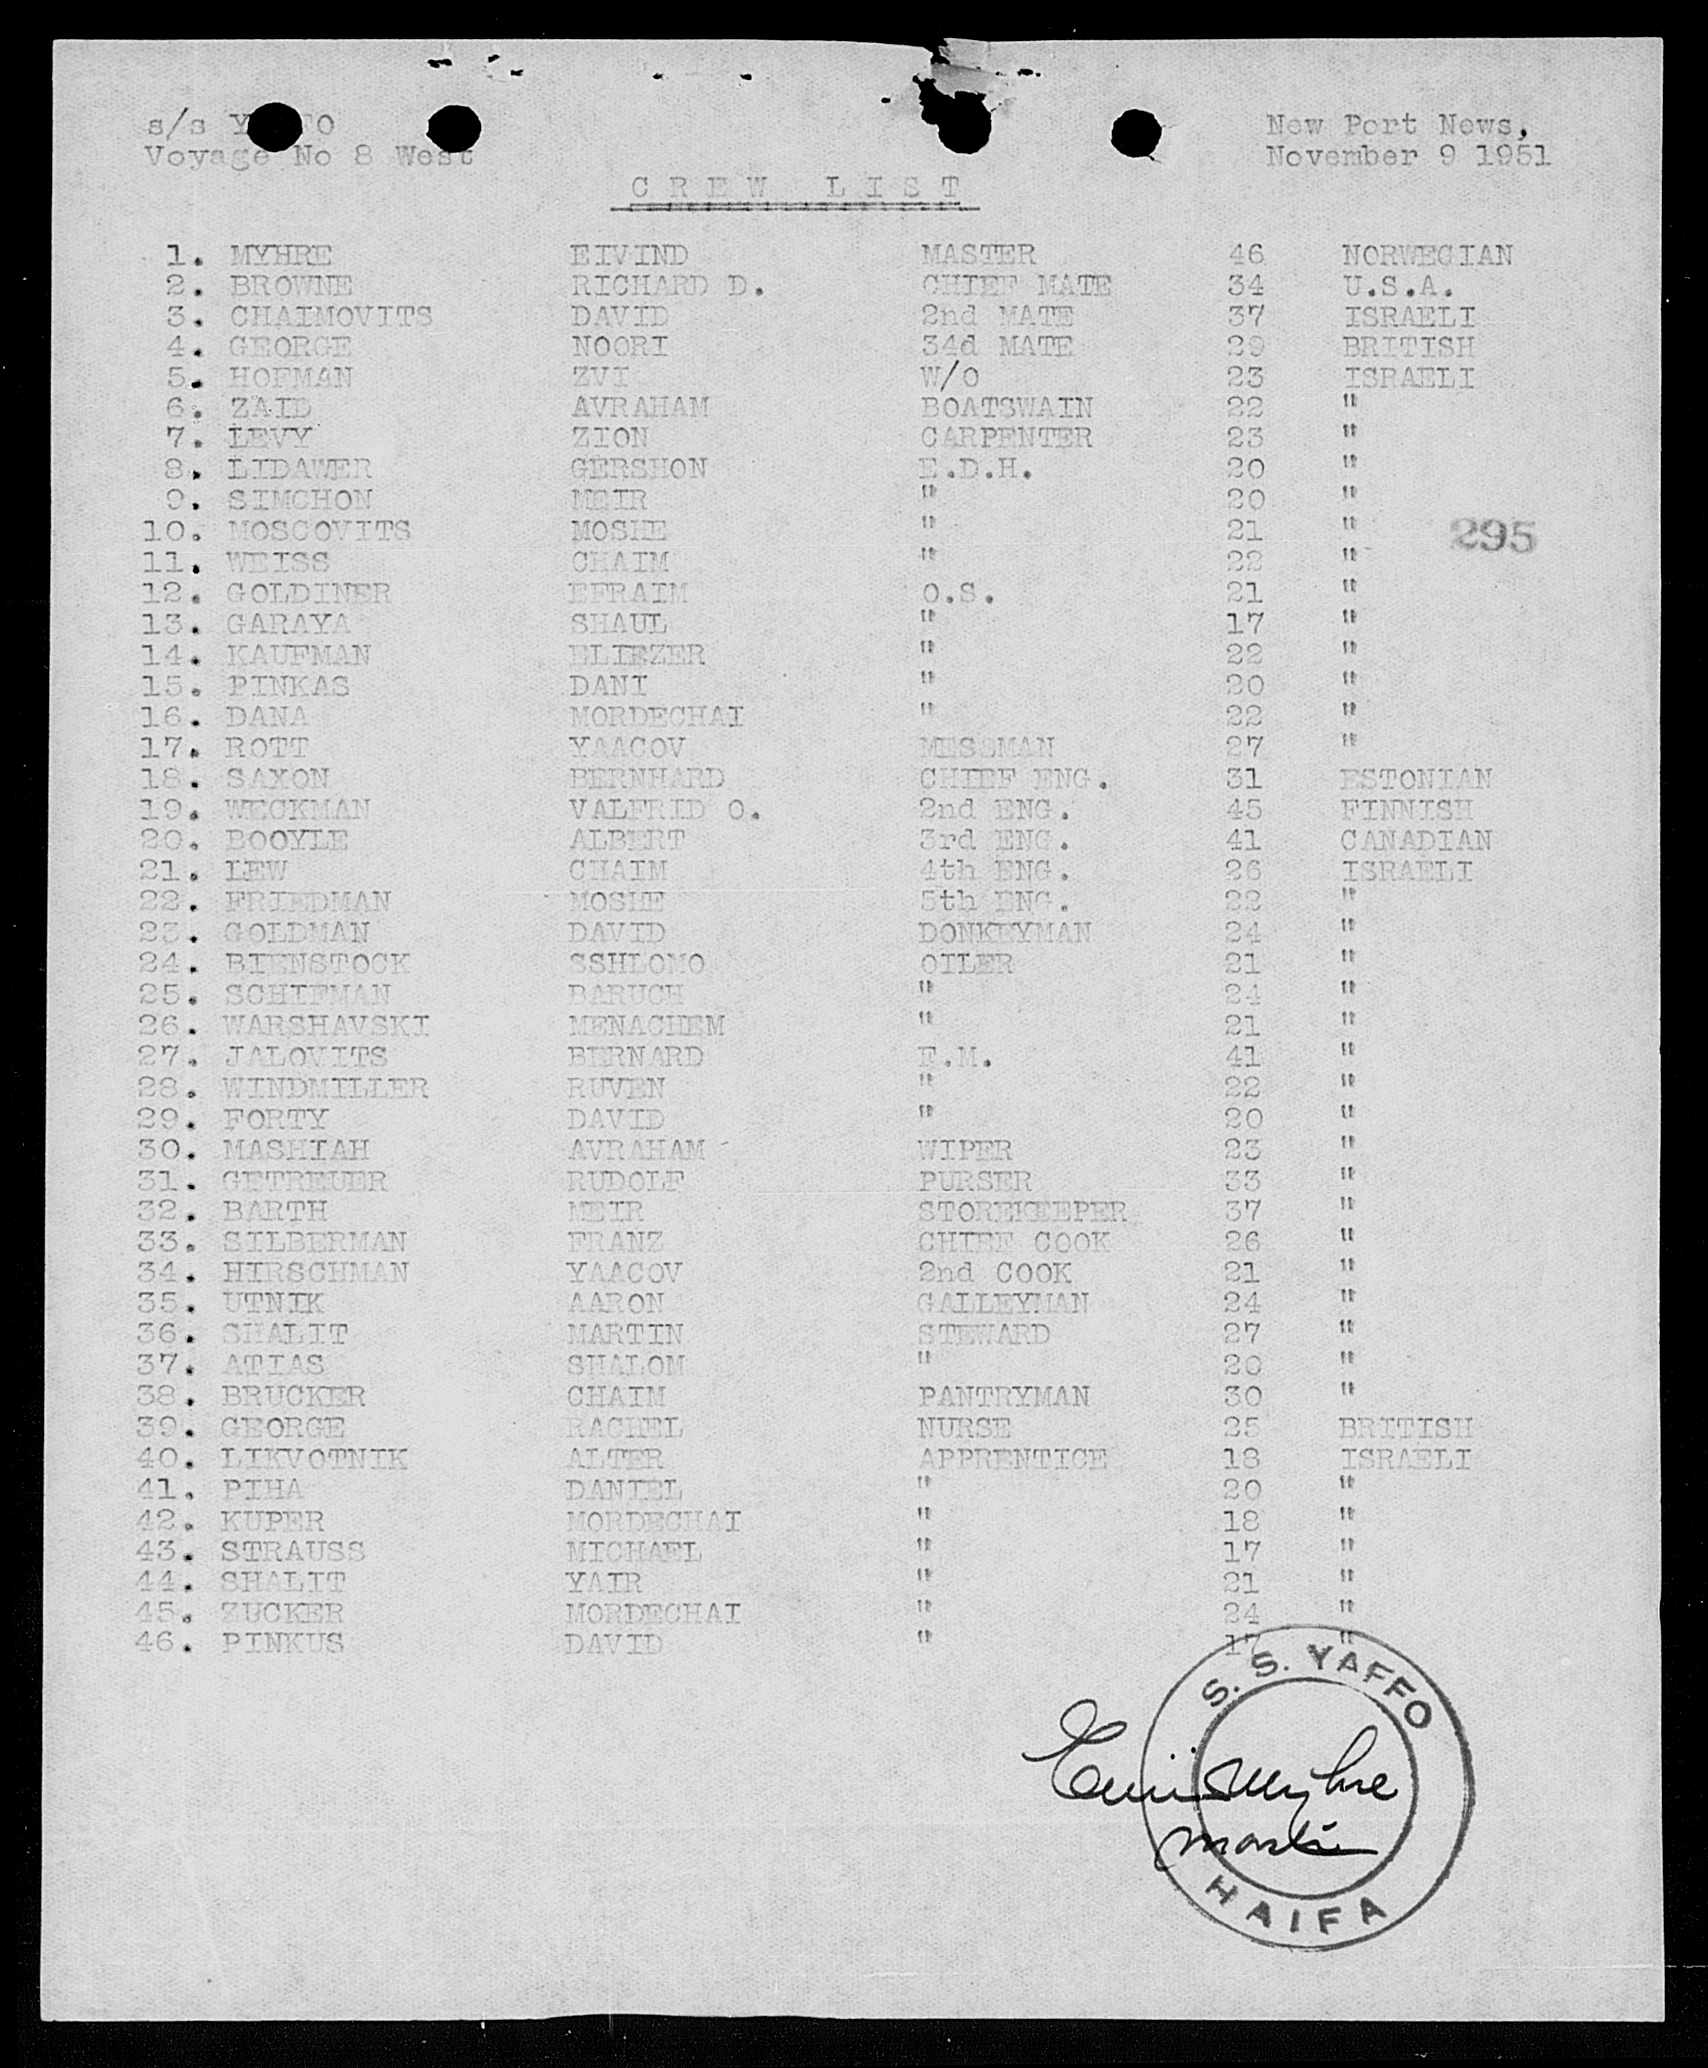 s/s Y TO
Voyage No 8 West
New Port News,
November 9 1951
C R E W   L I S T
1. MYHRE EIVIND MASTER 46 NORWEGIAN
2. BROWNE RICHARD D. CHIEF MATE 34 U.S.A.
3. CHAIMOVITS DAVID 2nd MATE 37 ISRAELI
4. GEORGE NOORI 34d MATE 29 BRITISH
5. HOFMAN ZVI W/O 23 ISRAELI
6. ZAID AVRAHAM BOATSWAIN 22 "
7. LEVY ZION CARPENTER 23 "
8. LIDAWER GERSHON E.D.H. 20 "
9. SIMCHON MEIR " 20 "
10. MOSCOVITS MOSHE " 21 " 295
11. WEISS CHAIM " 22 "
12. GOLDINER EFRAIM O.S. 21 "
13. GARAYA SHAUL " 17 "
14. KAUFMAN ELIEZER " 22 "
15. PINKAS DANI " 20 "
16. DANA MORDECHAI " 22 "
17. ROTT YAACOV MESSMAN 27 "
18. SAXON BERNHARD CHIEF ENG. 31 ESTONIAN
19. WECKMAN VALFRID O. 2nd ENG. 45 FINNISH
20. BOOYLE ALBERT 3rd ENG. 41 CANADIAN
21. LEW CHAIM 4th ENG. 26 ISRAELI
22. FRIEDMAN MOSHE 5th ENG. 22 "
23. GOLDMAN DAVID DONKEYMAN 24 "
24. BIENSTOCK SSHLOMO OILER 21 "
25. SCHIFMAN BARUCH " 24 "
26. WARSHAVSKI MENACHEM " 21 "
27. JALOVITS BERNARD F.M. 41 "
28. WINDMILLER RUVEN " 22 "
29. FORTY DAVID " 20 "
30. MASHIAH AVRAHAM WIPER 23 "
31. GETREUER RUDOLF PURSER 33 "
32. BARTH MEIR STOREKEEPER 37 "
33. SILBERMAN FRANZ CHIEF COOK 26 "
34. HIRSCHMAN YAACOV 2nd COOK 21 "
35. UTNIK AARON GALLEYMAN 24 "
36. SHALIT MARTIN STEWARD 27 "
37. ATIAS SHALOM " 20 "
38. BRUCKER CHAIM PANTRYMAN 30 "
39. GEORGE RACHEL NURSE 25 BRITISH
40. LIKVOTNIK ALTER APPRENTICE 18 ISRAELI
41. PIHA DANIEL " 20 "
42. KUPER MORDECHAI " 18 "
43. STRAUSS MICHAEL " 17 "
44. SHALIT YAIR " 21 "
45. ZUCKER MORDECHAI " 24 "
46. PINKUS DAVID " 17 "
S. S. YAFFO
Myhre
HAIFA